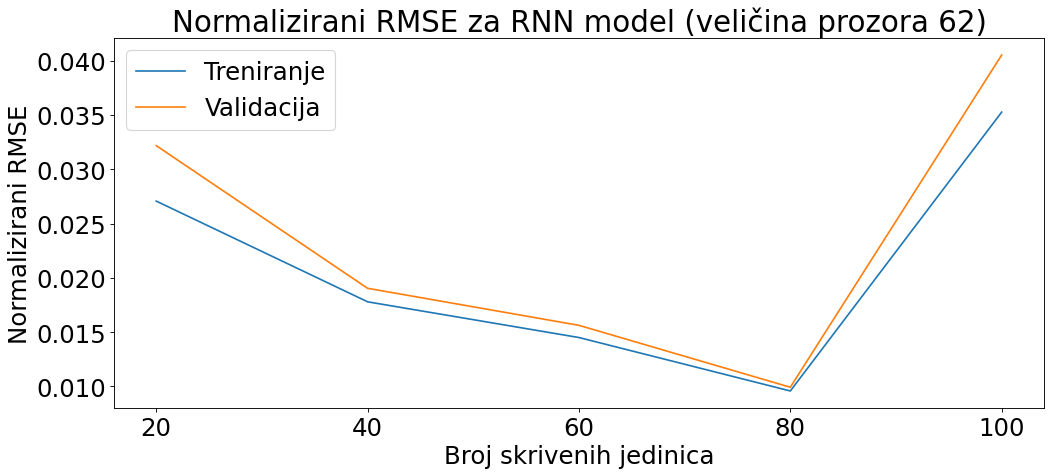 Normalizirani RMSE za RNN model (veličina prozora 62)
Treniranje
Validacija
Normalizirani RMSE
0.040
0.035
0.030
0.025
0.020
0.015
0.010
20 40 60 80 100
Broj skrivenih jedinica